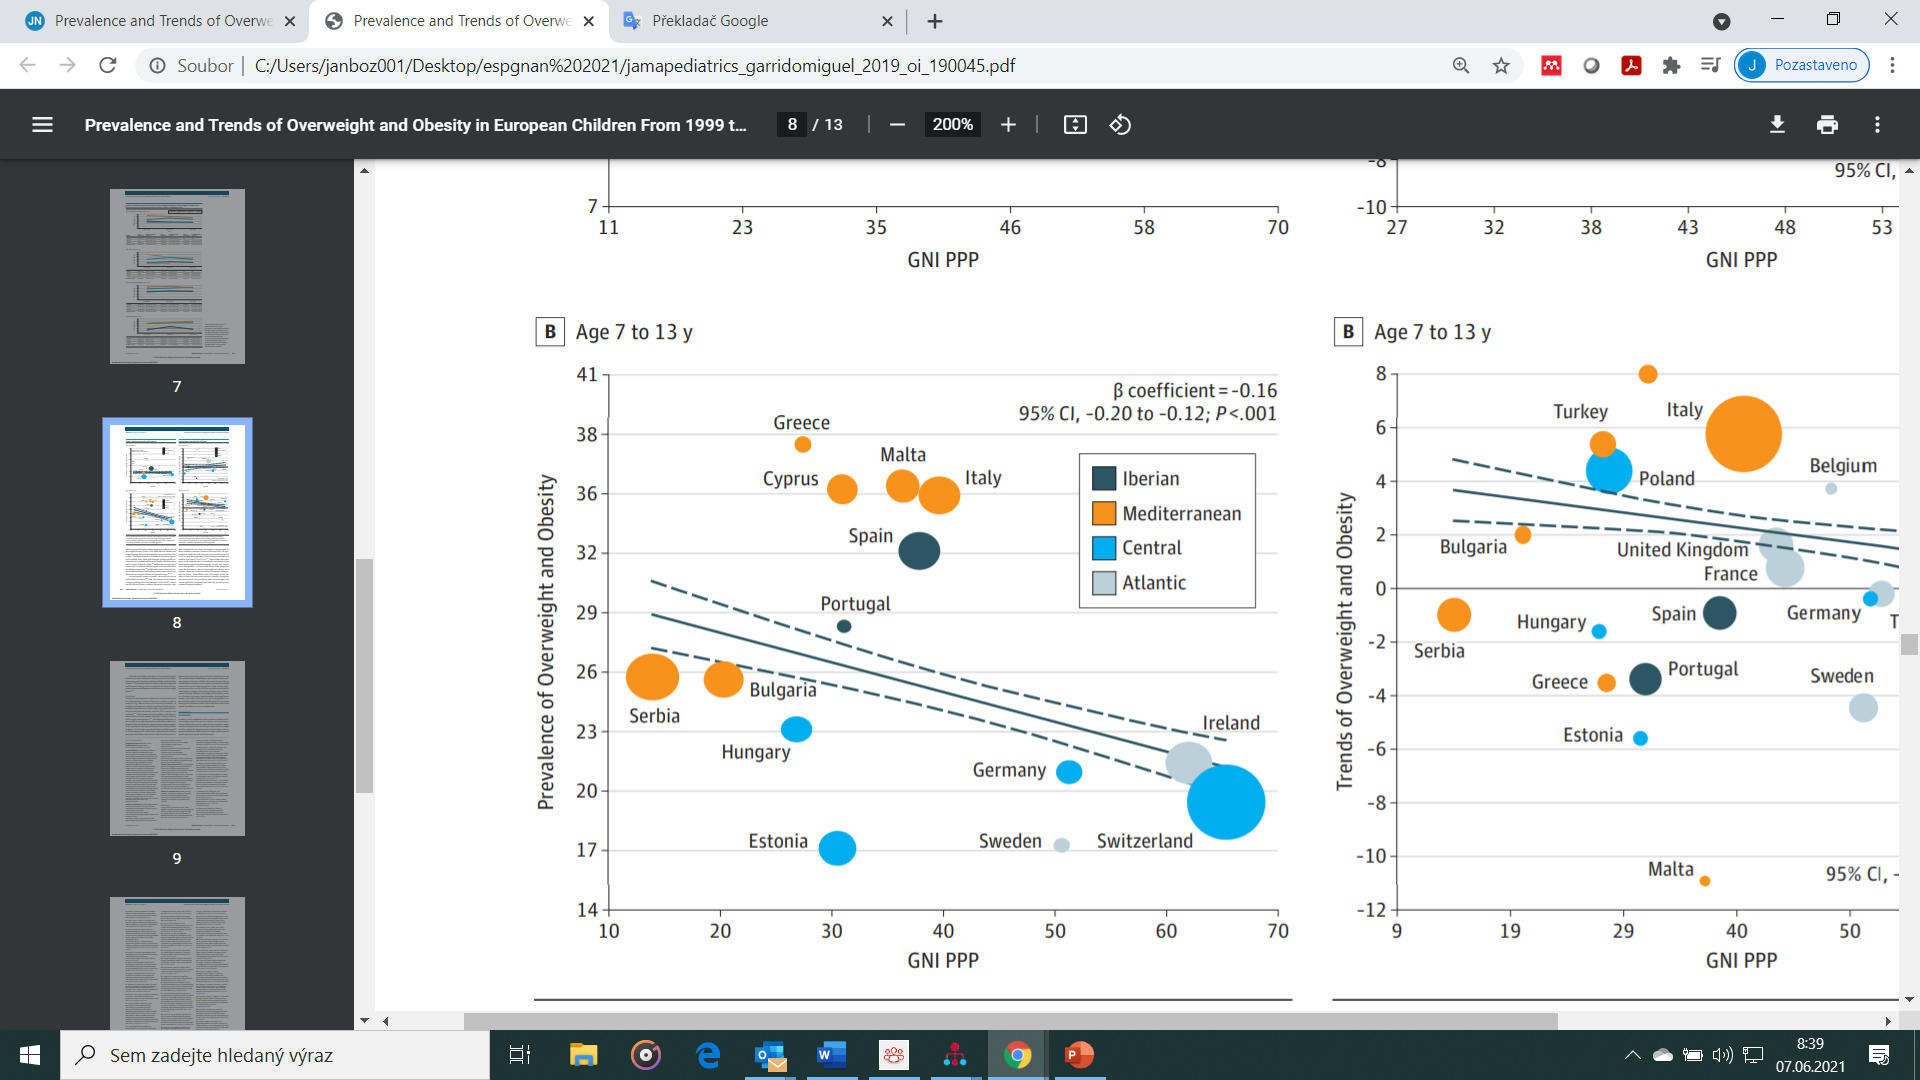 Prevalence and Trends of Overwe
Prevalence and Trends of Overwe
Překladač Google
Soubor
C:/Users/janboz001/Desktop/espgnan%202021/jamapediatrics_garridomiguel_2019_oi_190045.pdf
J Pozastaveno
Prevalence and Trends of Overweight and Obesity in European Children From 1999 t...
8 / 13
200%
7
8
9
7
11 23 35 46 58 70
GNI PPP
-8
-10
95% CI,
27 32 38 43 48 53
GNI PPP
B Age 7 to 13 y
41
38
36
32
29
26
23
20
17
14
10 20 30 40 50 60 70
GNI PPP
Prevalence of Overweight and Obesity
β coefficient = -0.16
95% CI, -0.20 to -0.12; P <.001
Iberian
Mediterranean
Central
Atlantic
Greece
Malta
Cyprus
Italy
Spain
Portugal
Bulgaria
Serbia
Ireland
Hungary
Germany
Estonia
Sweden
Switzerland
B Age 7 to 13 y
8
6
4
2
0
-2
-4
-6
-8
-10
-12
9 19 29 40 50
GNI PPP
Trends of Overweight and Obesity
Turkey
Italy
Belgium
Poland
Bulgaria
United Kingdom
France
Spain
Germany
T
Hungary
Serbia
Portugal
Greece
Sweden
Estonia
Malta
95% CI, -
Sem zadejte hledaný výraz
8:39
07.06.2021